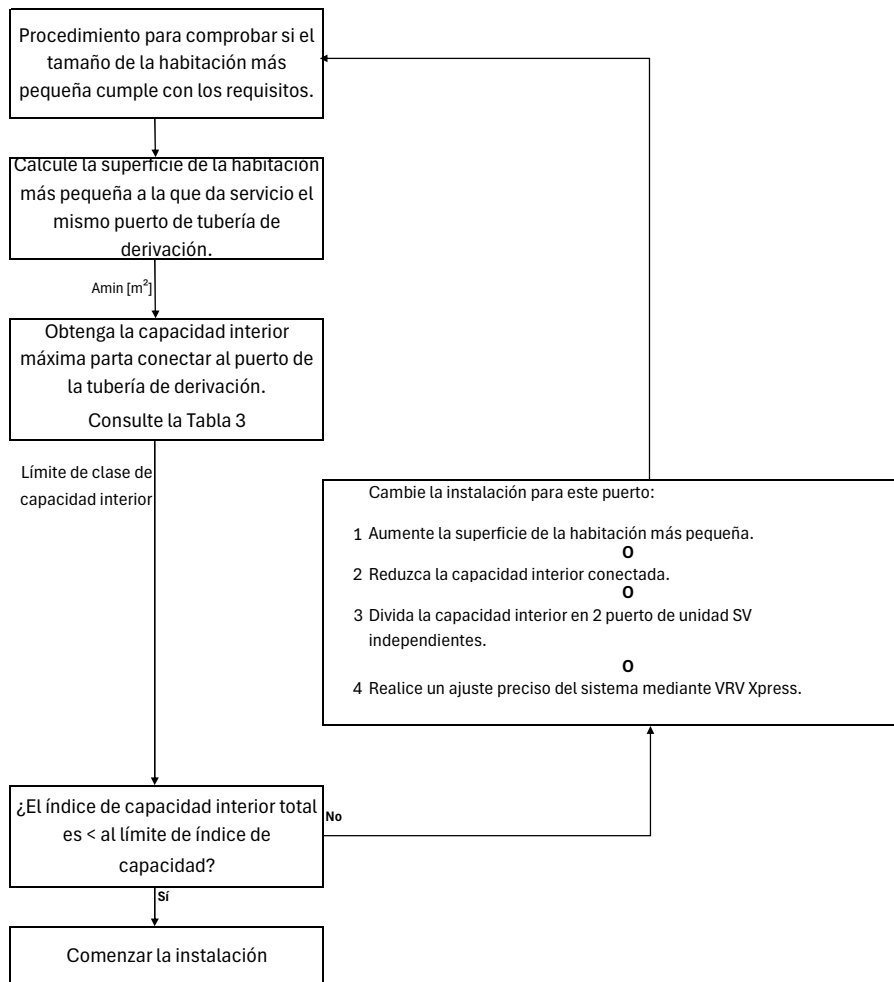 Procedimiento para comprobar si el
tamaño de la habitación más
pequeña cumple con los requisitos.
Calcule la superficie de la habitación
más pequeña a la que da servicio el
mismo puerto de tubería de
derivación.
Amin [m²]
Obtenga la capacidad interior
máxima parta conectar al puerto de
la tubería de derivación.
Consulte la Tabla 3
Límite de clase de
capacidad interior
Cambie la instalación para este puerto:
1 Aumente la superficie de la habitación más pequeña.
O
2 Reduzca la capacidad interior conectada.
O
3 Divida la capacidad interior en 2 puerto de unidad SV
independientes.
O
4 Realice un ajuste preciso del sistema mediante VRV Xpress.
¿El índice de capacidad interior total
es < al límite de índice de
capacidad?
No
Sí
Comenzar la instalación